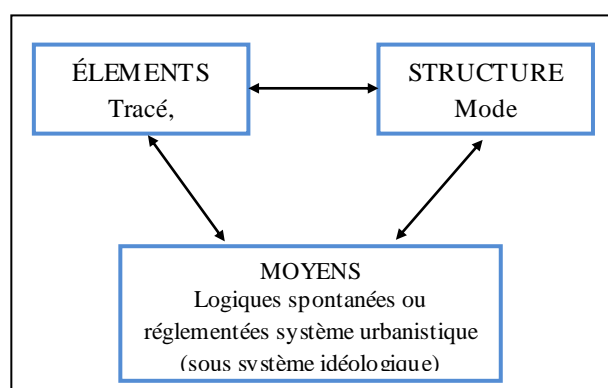 ÉLEMENTS
Tracé,
STRUCTURE
Mode
MOYENS
Logiques spontanées ou
réglementées système urbanistique
(sous système idéologique)